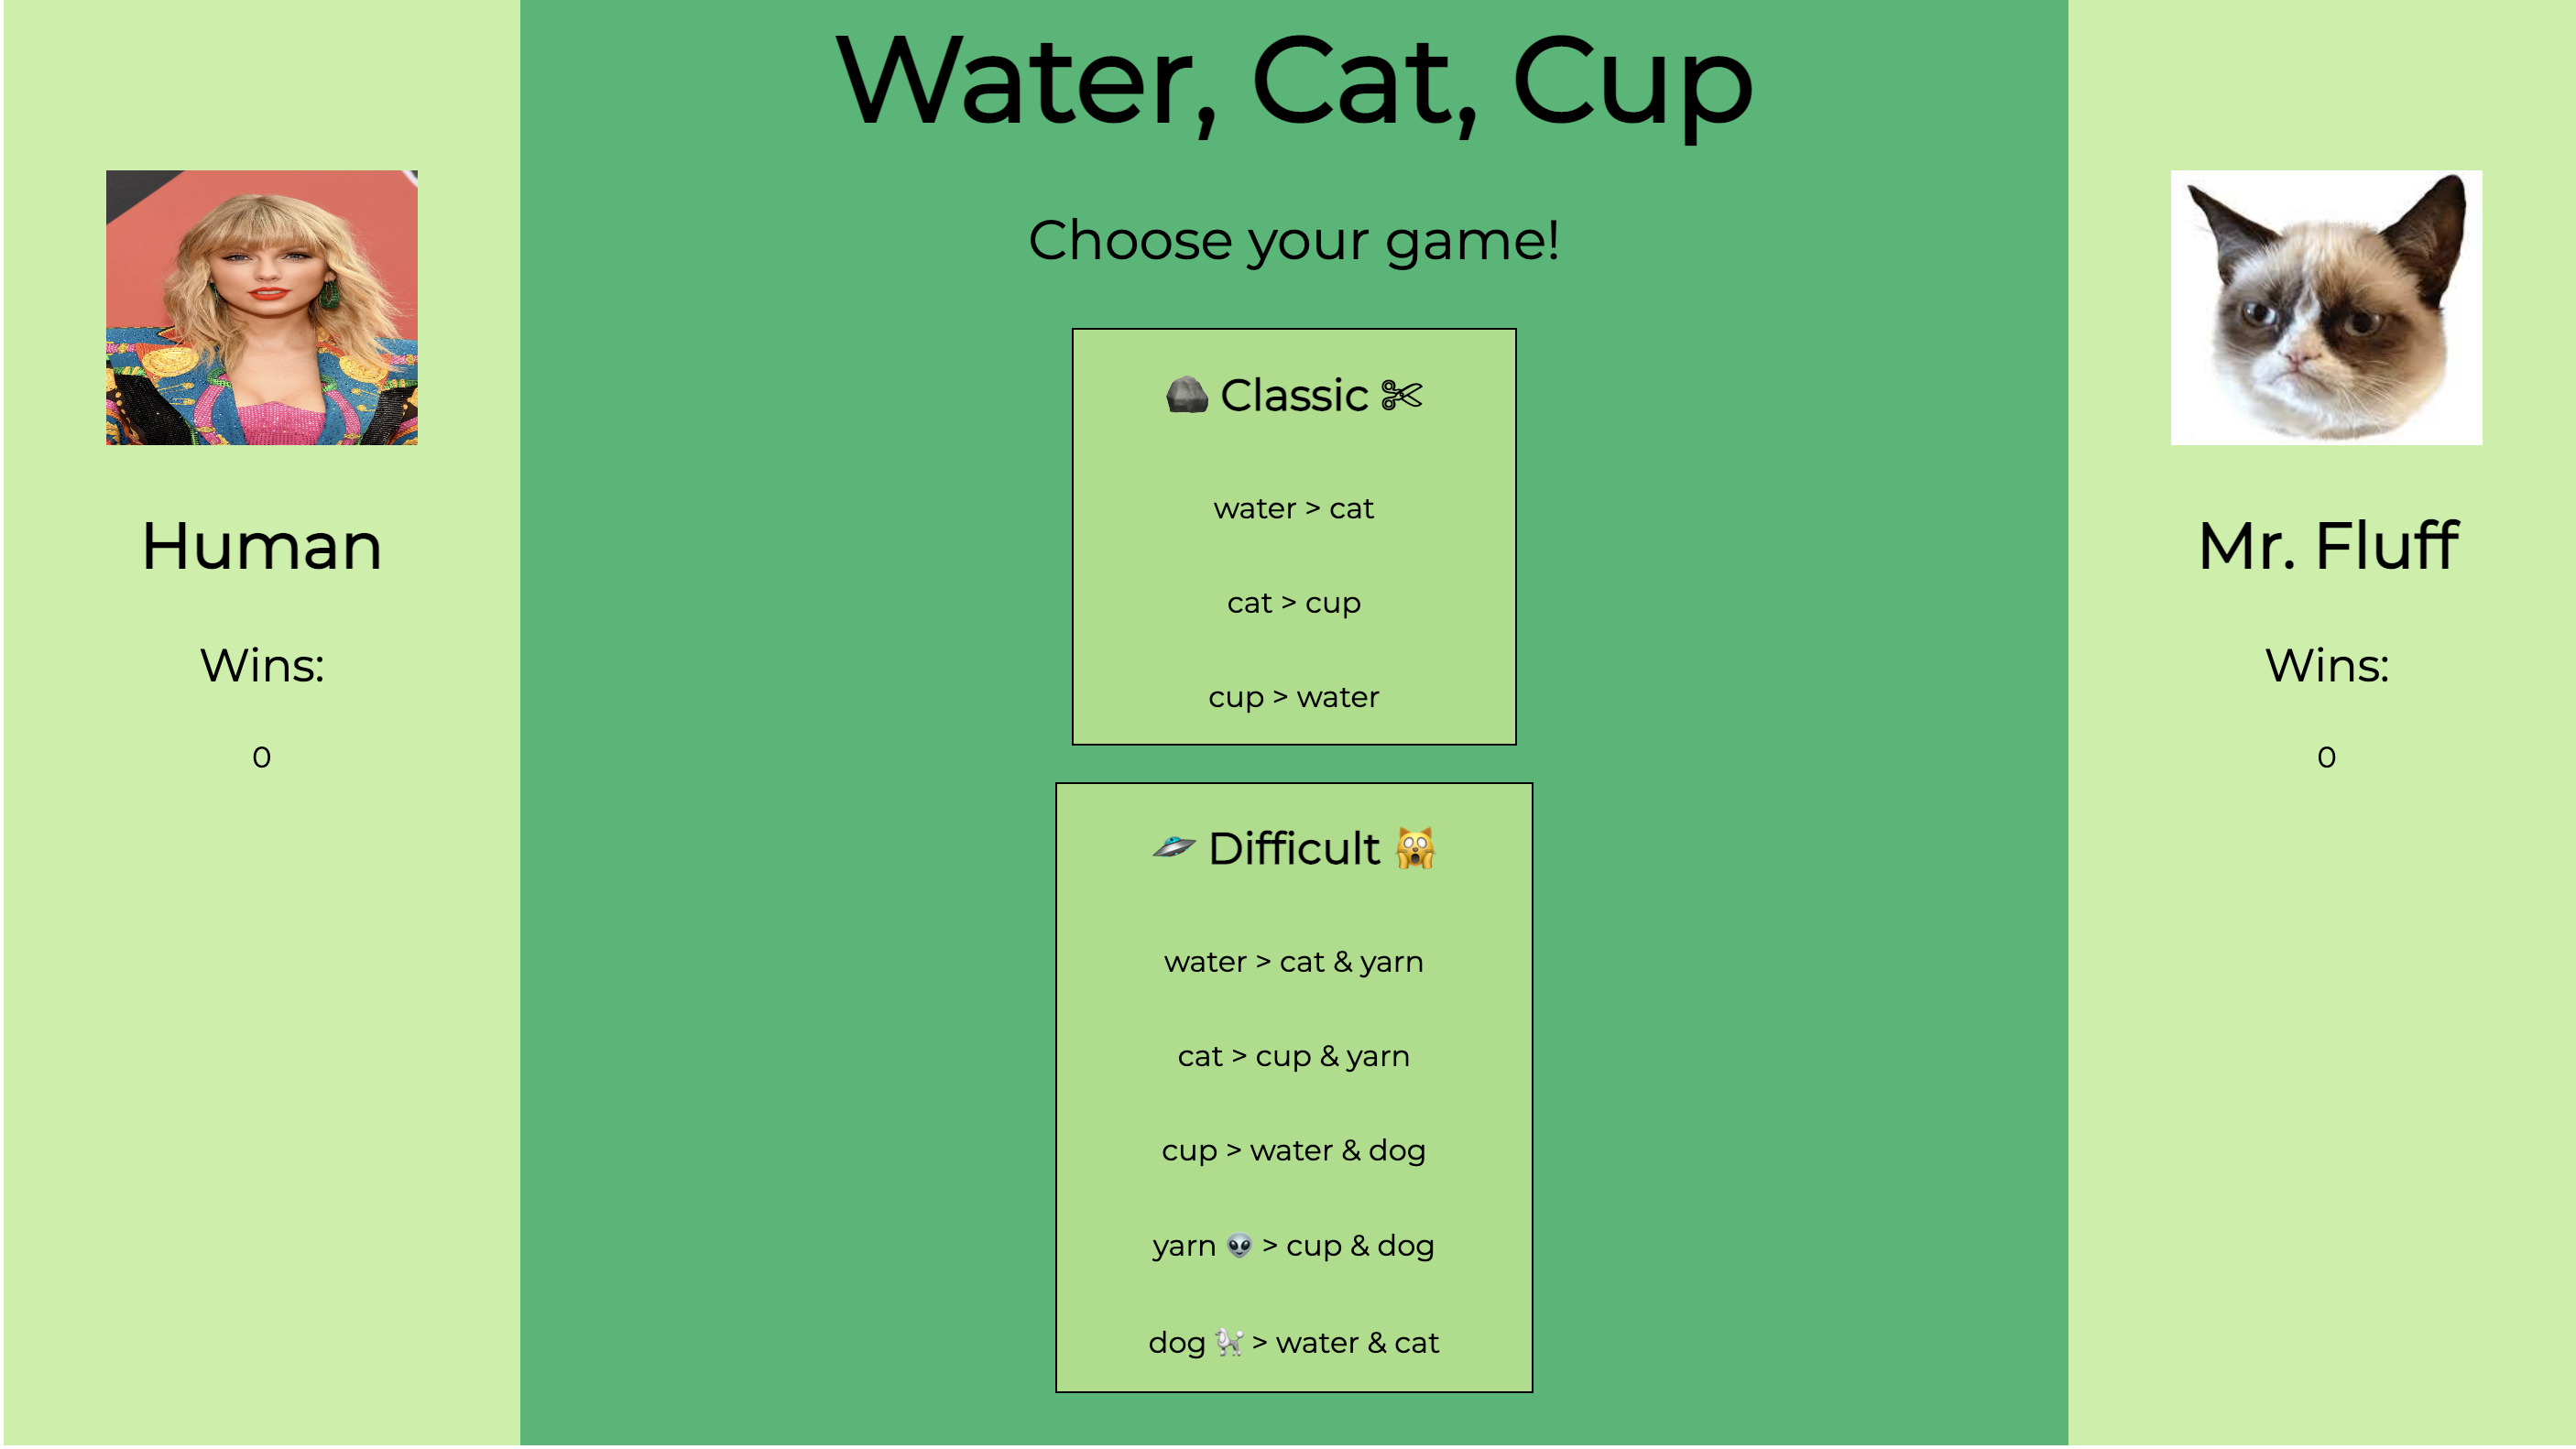 Water, Cat, Cup
Choose your game!
Human
Wins:
0
🪨 Classic ✂
water > cat
cat > cup
cup > water
🛸 Difficult 🙀
water > cat & yarn
cat > cup & yarn
cup > water & dog
yarn 👽 > cup & dog
dog 🐩 > water & cat
Mr. Fluff
Wins:
0